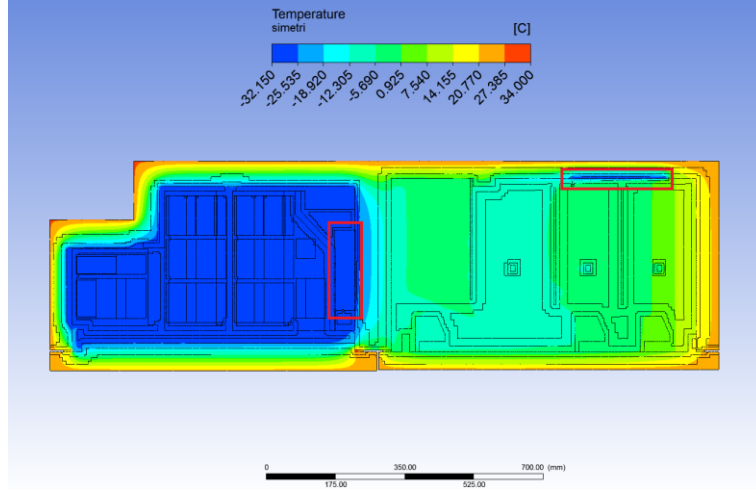 Temperature
simetri
[C]
-32.150 -25.535 -18.920 -12.305 -5.690 0.925 7.540 14.155 20.770 27.385 34.000
0 350.00 700.00 (mm)
175.00 525.00